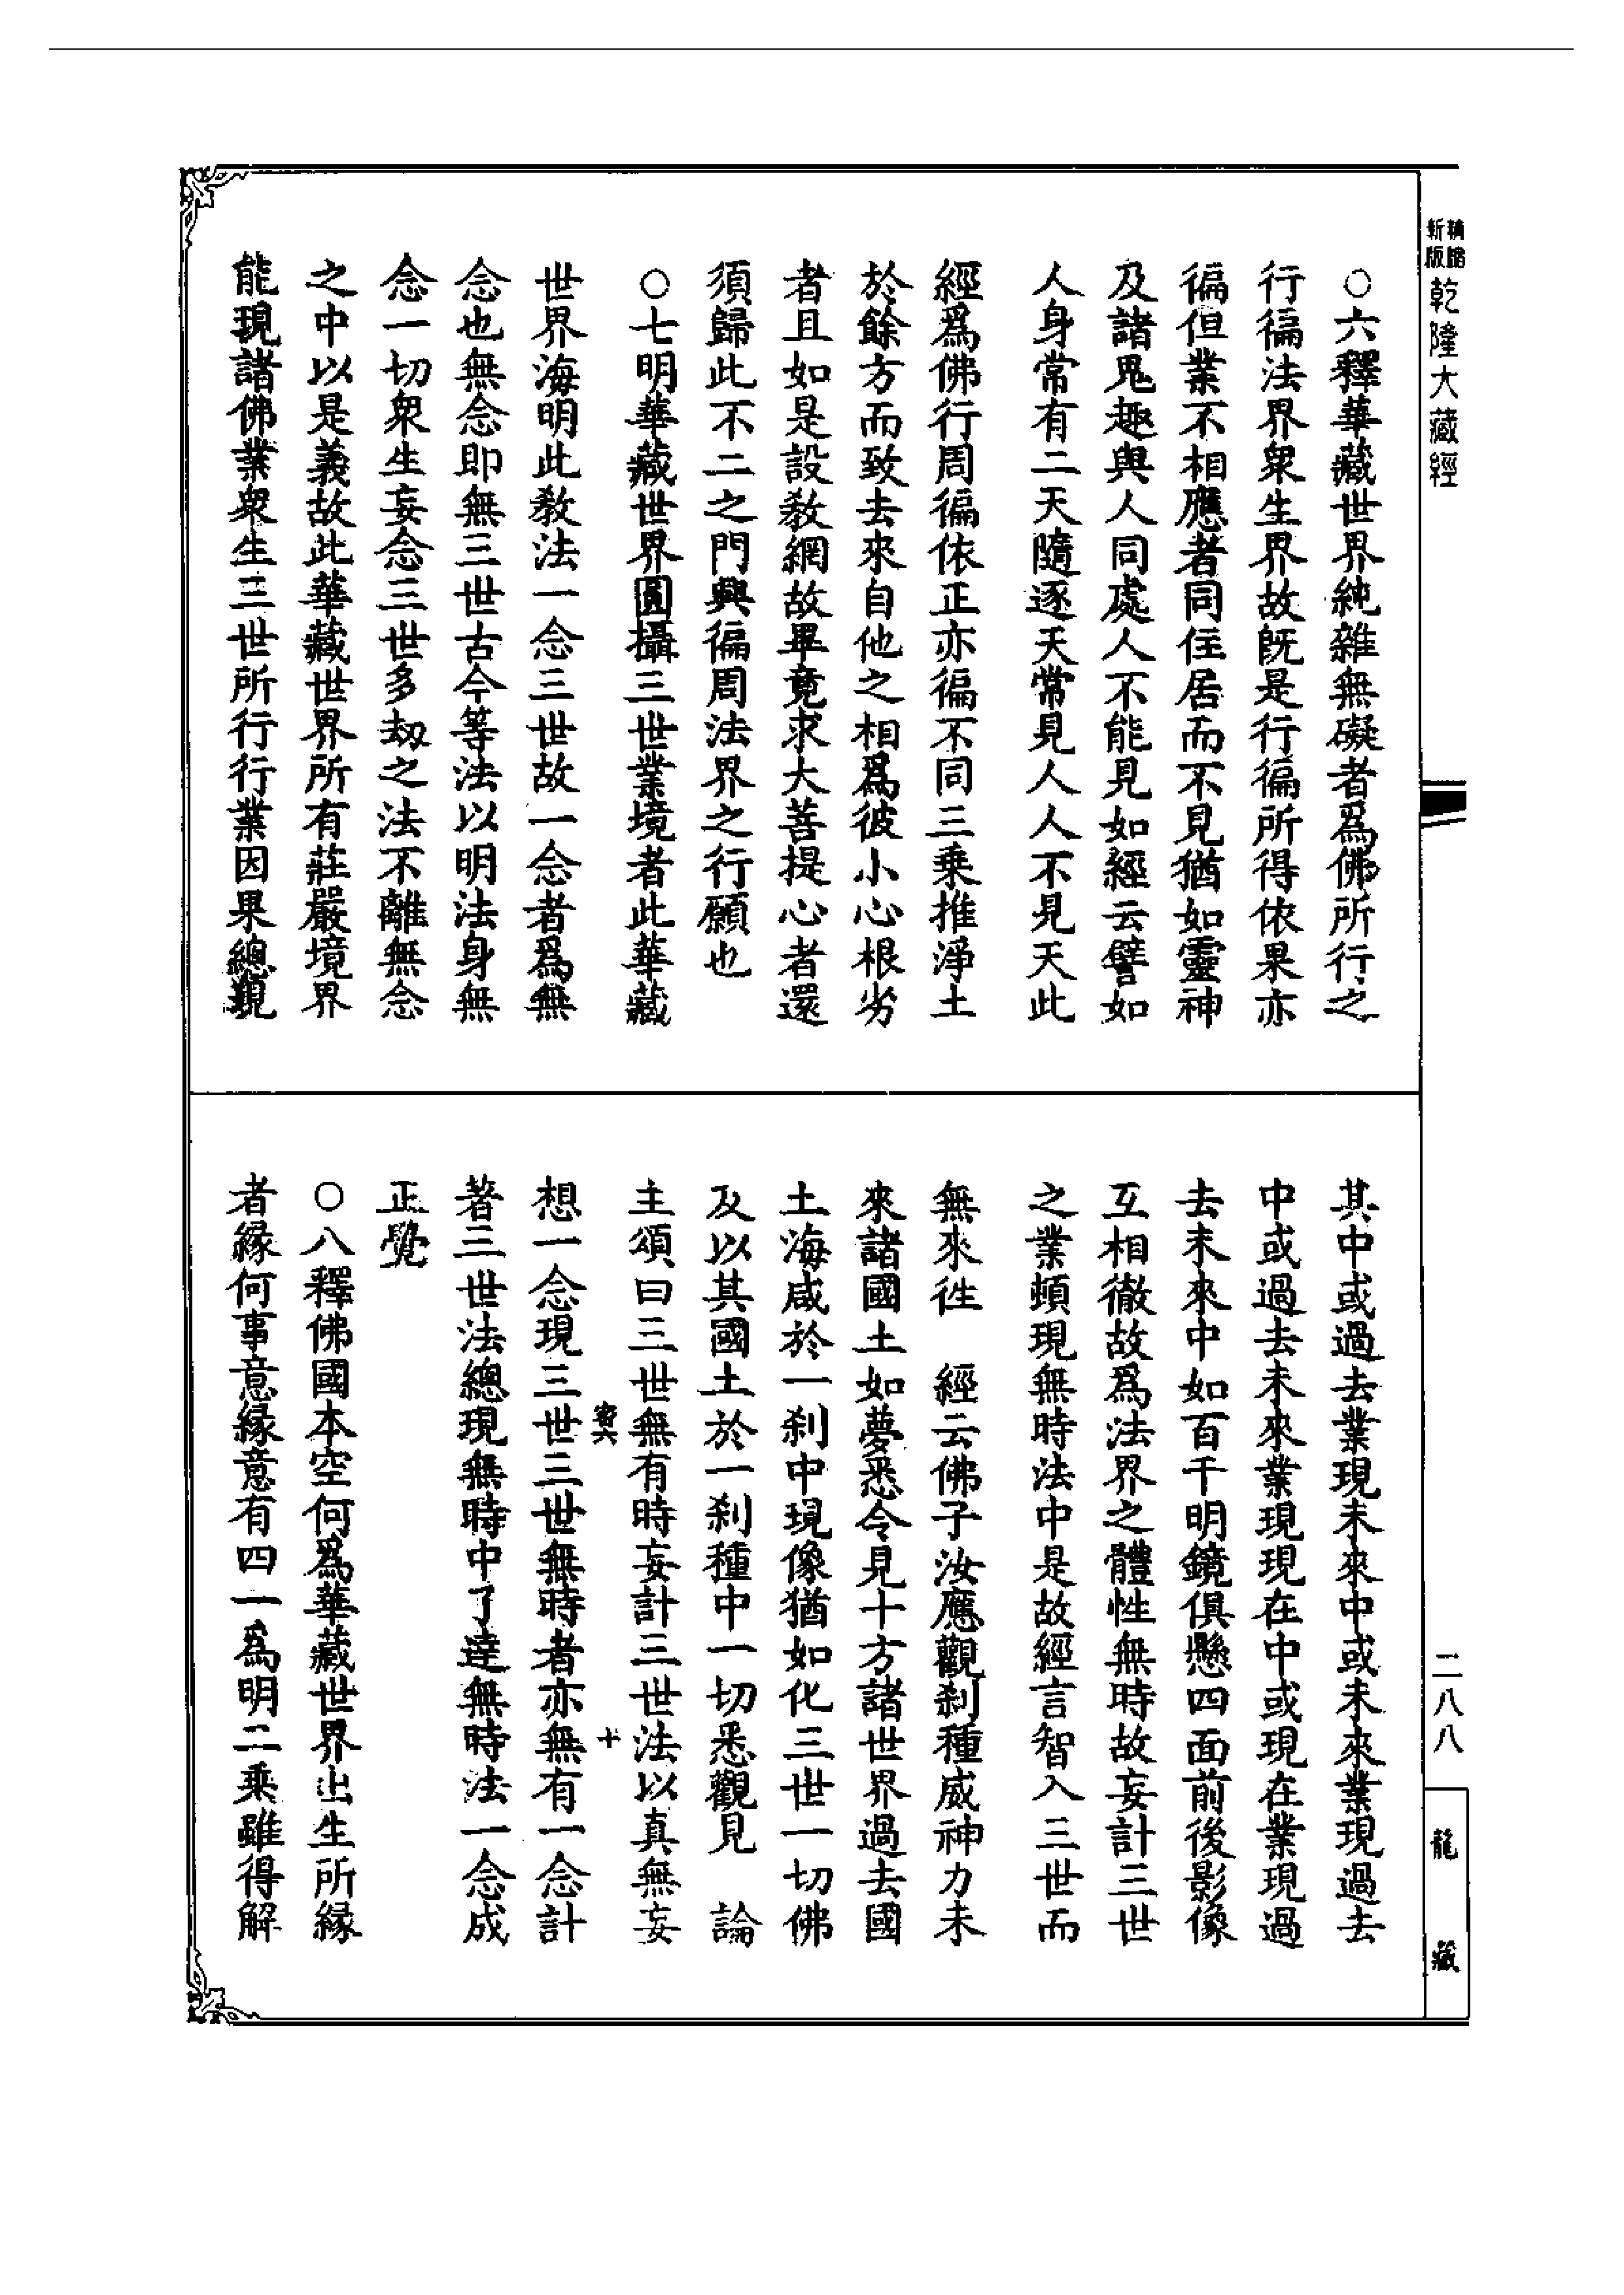 精縮
新版
乾隆大藏經
○六釋華藏世界純雜無礙者爲佛所行之
行徧法界衆生界故旣是行徧所得依果亦
徧但業不相應者同住居而不見猶如靈神
及諸鬼趣與人同處人不能見如經云譬如
人身常有二天隨逐天常見人人不見天此
經爲佛行周徧依正亦徧不同三乘推淨土
於餘方而致去來自他之相爲彼小心根劣
者且如是設教網故畢竟求大菩提心者還
須歸此不二之門興徧周法界之行願也
○七明華藏世界圓攝三世業境者此華藏
世界海明此教法一念三世故一念者爲無
念也無念即無三世古今等法以明法身無
念一切衆生妄念三世多劫之法不離無念
之中以是義故此華藏世界所有莊嚴境界
能現諸佛業衆生三世所行行業因果總現
其中或過去業現未來中或未來業現過去
中或過去未來業現現在中或現在業現過
去未來中如百千明鏡俱懸四面前後影像
互相徹故爲法界之體性無時故妄計三世
之業頓現無時法中是故經言智入三世而
無來徃　經云佛子汝應觀刹種威神力未
來諸國土如夢悉令見十方諸世界過去國
土海咸於一刹中現像猶如化三世一切佛
及以其國土於一刹種中一切悉觀見　論
主頌曰三世無有時妄計三世法以真無妄
想一念現三世三世無時者亦無有一念計
著三世法總現無時中了達無時法一念成
正覺
○八釋佛國本空何爲華藏世界出生所緣
者緣何事意緣意有四一爲明二乘雖得解
十
二八八
龍藏